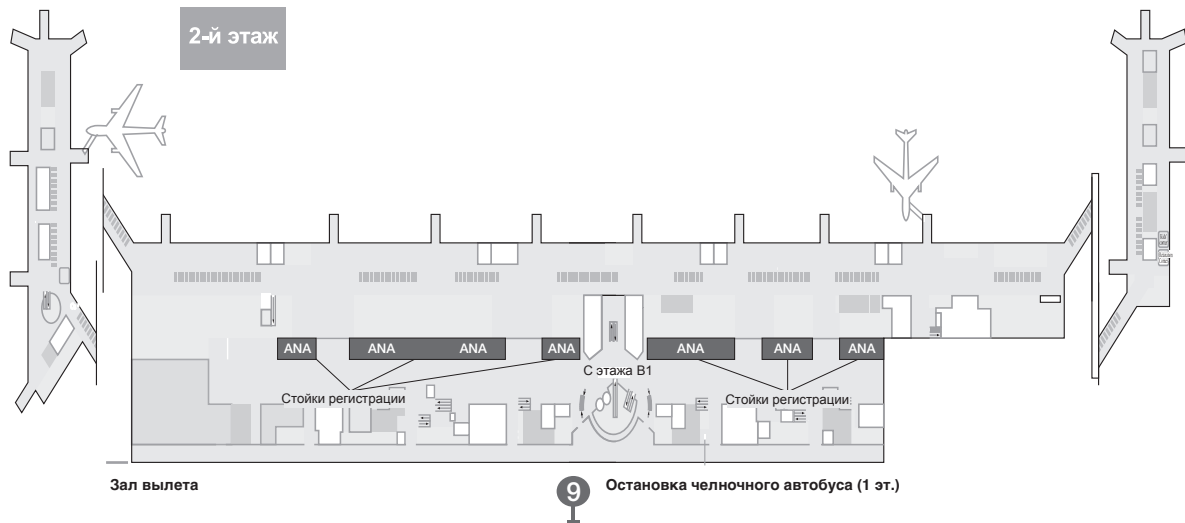 2-й этаж
ANA
ANA
ANA
ANA
ANA
ANA
ANA
С этажа B1
Стойки регистрации
Стойки регистрации
Зал вылета
9
Остановка челночного автобуса (1 эт.)